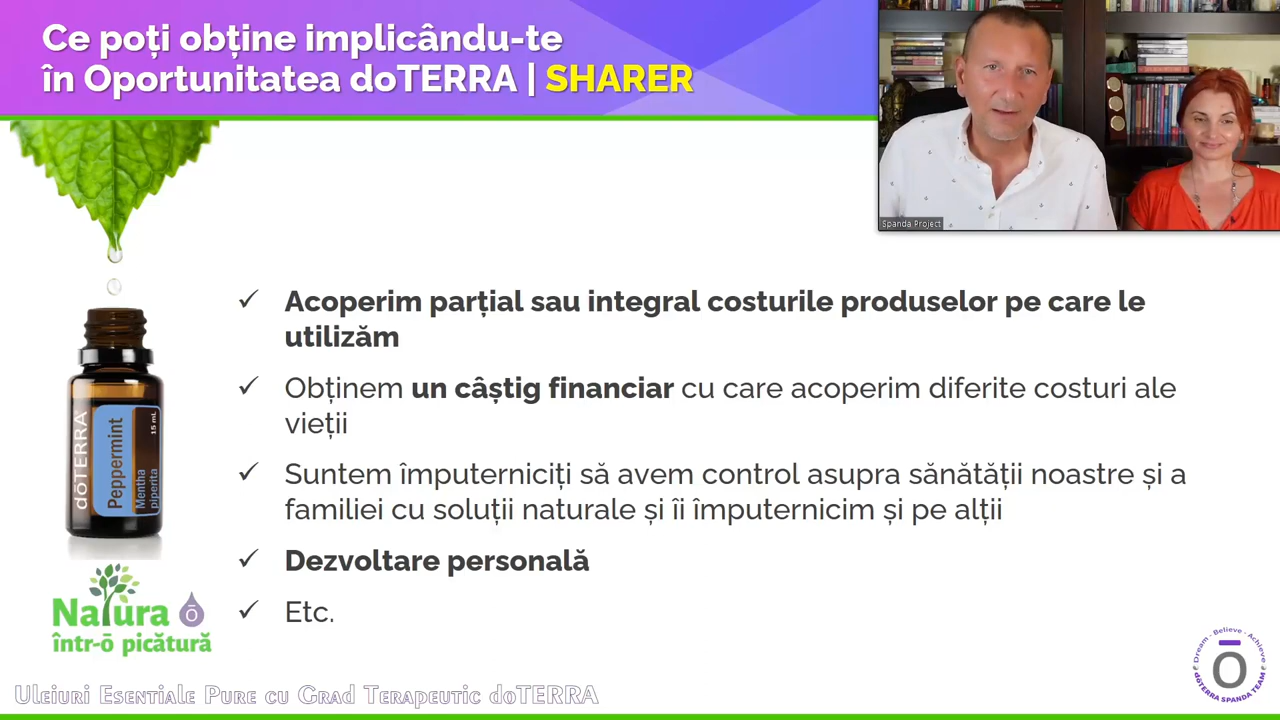 Ce poți obține implicându-te
în Oportunitatea doTERRA | SHARER
Spanda Project
Acoperim parțial sau integral costurile produselor pe care le
utilizăm
Obținem un câștig financiar cu care acoperim diferite costuri ale
vieții
Suntem împuterniciți să avem control asupra sănătății noastre și a
familiei cu soluții naturale și îi împuternicim și pe alții
Dezvoltare personală
Etc.
dōTERRA
Peppermint
Mentha
piperita
15 mL
Natura ō
într-ō picătură
Uleiuri Esentiale Pure cu Grad Terapeutic doTERRA
Dream - Believe - Achieve
Ō
dōTERRA SPANDA TEAM